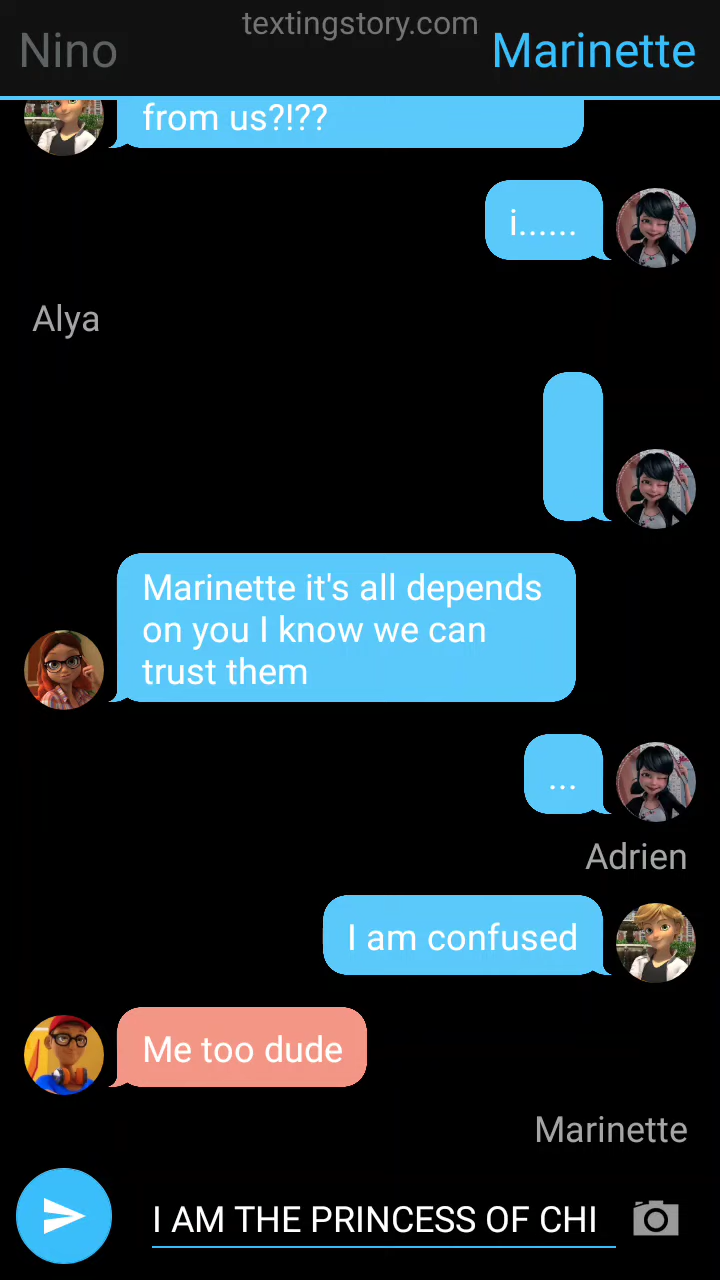 textingstory.com
Nino
Marinette
from us?!??
i......
Alya
Marinette it's all depends
on you I know we can
trust them
...
Adrien
I am confused
Me too dude
Marinette
I AM THE PRINCESS OF CHI